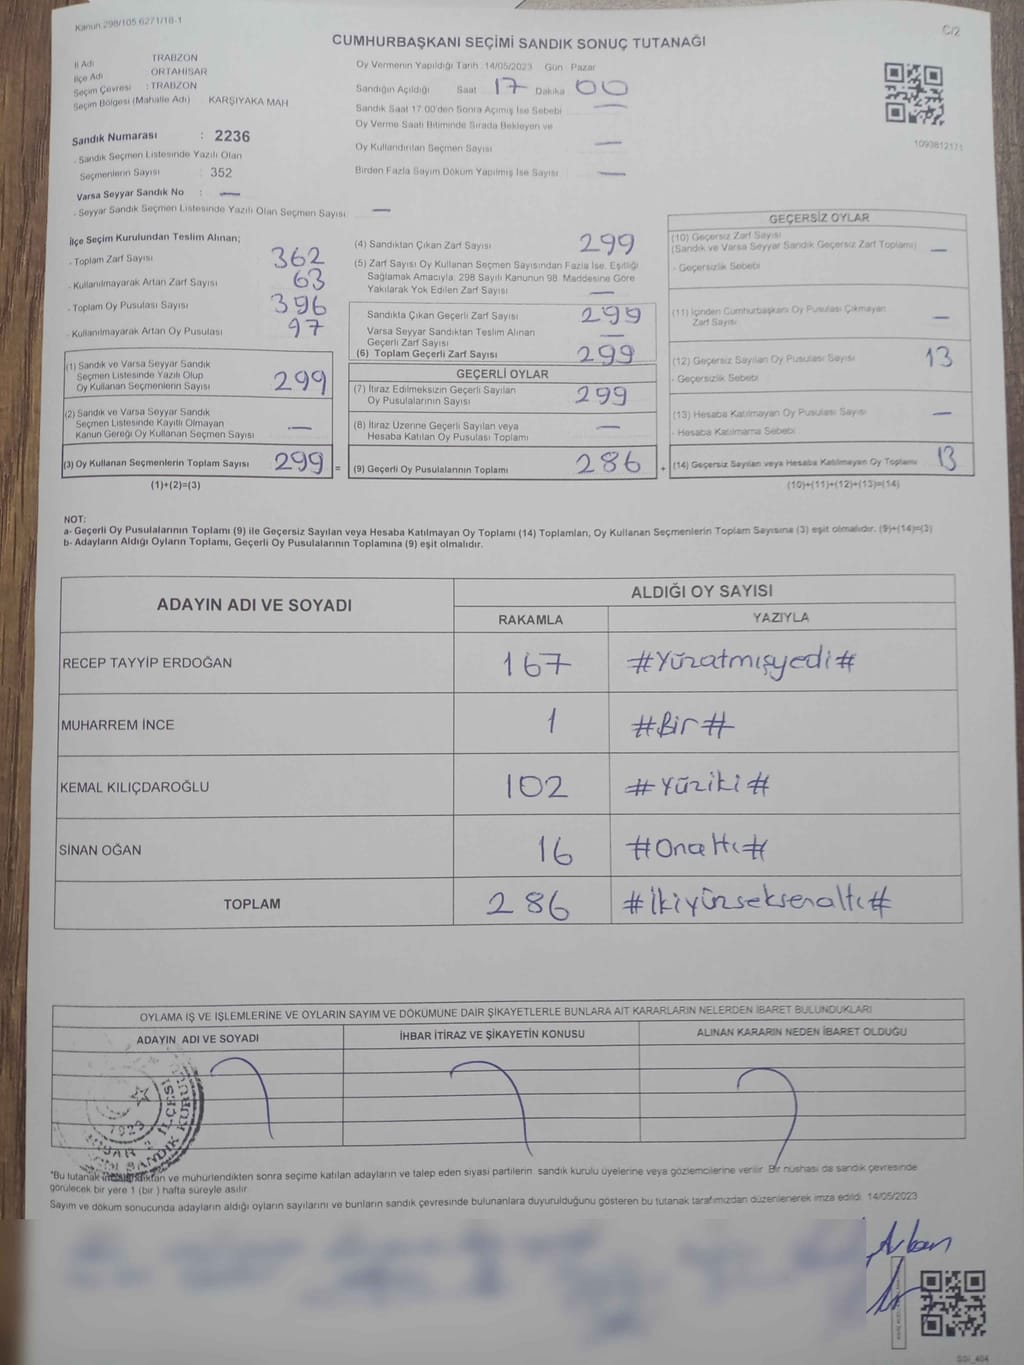 Kanun 298/105 6271/18-1
C/2
CUMHURBAŞKANI SEÇİMİ SANDIK SONUÇ TUTANAĞI
İl Adı TRABZON
İlçe Adı ORTAHİSAR
Seçim Çevresi : TRABZON
Seçim Bölgesi (Mahalle Adı) KARŞIYAKA MAH
Sandık Numarası : 2236
- Sandık Seçmen Listesinde Yazılı Olan
Seçmenlerin Sayısı : 352
Varsa Seyyar Sandık No : —
- Seyyar Sandık Seçmen Listesinde Yazılı Olan Seçmen Sayısı —
Oy Vermenin Yapıldığı Tarih 14/05/2023 Gün Pazar
Sandığın Açıldığı Saat 17 Dakika 00
Sandık Saat 17.00'den Sonra Açımış İse Sebebi —
Oy Verme Saati Bitiminde Sırada Bekleyen ve
Oy Kullandırılan Seçmen Sayısı —
Birden Fazla Sayım Döküm Yapılmış İse Sayısı —
1093812171
İlçe Seçim Kurulundan Teslim Alınan;
- Toplam Zarf Sayısı 362
- Kullanılmayarak Artan Zarf Sayısı 63
- Toplam Oy Pusulası Sayısı 396
- Kullanılmayarak Artan Oy Pusulası 97
(1) Sandık ve Varsa Seyyar Sandık
Seçmen Listesinde Yazılı Olup
Oy Kullanan Seçmenlerin Sayısı 299
(2) Sandık ve Varsa Seyyar Sandık
Seçmen Listesinde Kayıtlı Olmayan
Kanun Gereği Oy Kullanan Seçmen Sayısı —
(3) Oy Kullanan Seçmenlerin Toplam Sayısı 299 =
(1)+(2)=(3)
(4) Sandıktan Çıkan Zarf Sayısı 299
(5) Zarf Sayısı Oy Kullanan Seçmen Sayısından Fazla İse, Eşitliği
Sağlamak Amacıyla, 298 Sayılı Kanunun 98. Maddesine Göre
Yakılarak Yok Edilen Zarf Sayısı —
Sandıkta Çıkan Geçerli Zarf Sayısı 299
Varsa Seyyar Sandıktan Teslim Alınan
Geçerli Zarf Sayısı —
(6) Toplam Geçerli Zarf Sayısı 299
GEÇERLİ OYLAR
(7) İtiraz Edilmeksizin Geçerli Sayılan
Oy Pusulalarının Sayısı 299
(8) İtiraz Üzerine Geçerli Sayılan veya
Hesaba Katılan Oy Pusulası Toplamı —
(9) Geçerli Oy Pusulalarının Toplamı 286 +
GEÇERSİZ OYLAR
(10) Geçersiz Zarf Sayısı
(Sandık ve Varsa Seyyar Sandık Geçersiz Zarf Toplamı) —
- Geçersizlik Sebebi
(11) İçinden Cumhurbaşkanı Oy Pusulası Çıkmayan
Zarf Sayısı —
(12) Geçersiz Sayılan Oy Pusulası Sayısı 13
- Geçersizlik Sebebi
(13) Hesaba Katılmayan Oy Pusulası Sayısı —
- Hesaba Katılmama Sebebi
(14) Geçersiz Sayılan veya Hesaba Katılmayan Oy Toplamı 13
(10)+(11)+(12)+(13)=(14)
NOT:
a- Geçerli Oy Pusulalarının Toplamı (9) ile Geçersiz Sayılan veya Hesaba Katılmayan Oy Toplamı (14) Toplamları, Oy Kullanan Seçmenlerin Toplam Sayısına (3) eşit olmalıdır. (9)+(14)=(3)
b- Adayların Aldığı Oyların Toplamı, Geçerli Oy Pusulalarının Toplamına (9) eşit olmalıdır.
ADAYIN ADI VE SOYADI
ALDIĞI OY SAYISI
RAKAMLA YAZIYLA
RECEP TAYYİP ERDOĞAN 167 #Yüzatmışyedi#
MUHARREM İNCE 1 #Bir#
KEMAL KILIÇDAROĞLU 102 #Yüziki#
SİNAN OĞAN 16 #Onaltı#
TOPLAM 286 #İkiyüzseksenaltı#
OYLAMA İŞ VE İŞLEMLERİNE VE OYLARIN SAYIM VE DÖKÜMÜNE DAİR ŞİKAYETLERLE BUNLARA AİT KARARLARIN NELERDEN İBARET BULUNDUKLARI
ADAYIN ADI VE SOYADI İHBAR İTİRAZ VE ŞİKAYETİN KONUSU ALINAN KARARIN NEDEN İBARET OLDUĞU
1923
*Bu tutanak ve mühürlendikten sonra seçime katılan adayların ve talep eden siyasi partilerin sandık kurulu üyelerine veya gözlemcilerine verilir. Bir nüshası da sandık çevresinde
görülecek bir yere 1 (bir) hafta süreyle asılır.
Sayım ve döküm sonucunda adayların aldığı oyların sayılarını ve bunların sandık çevresinde bulunanlara duyurulduğunu gösteren bu tutanak tarafımızdan düzenlenerek imza edildi. 14/05/2023